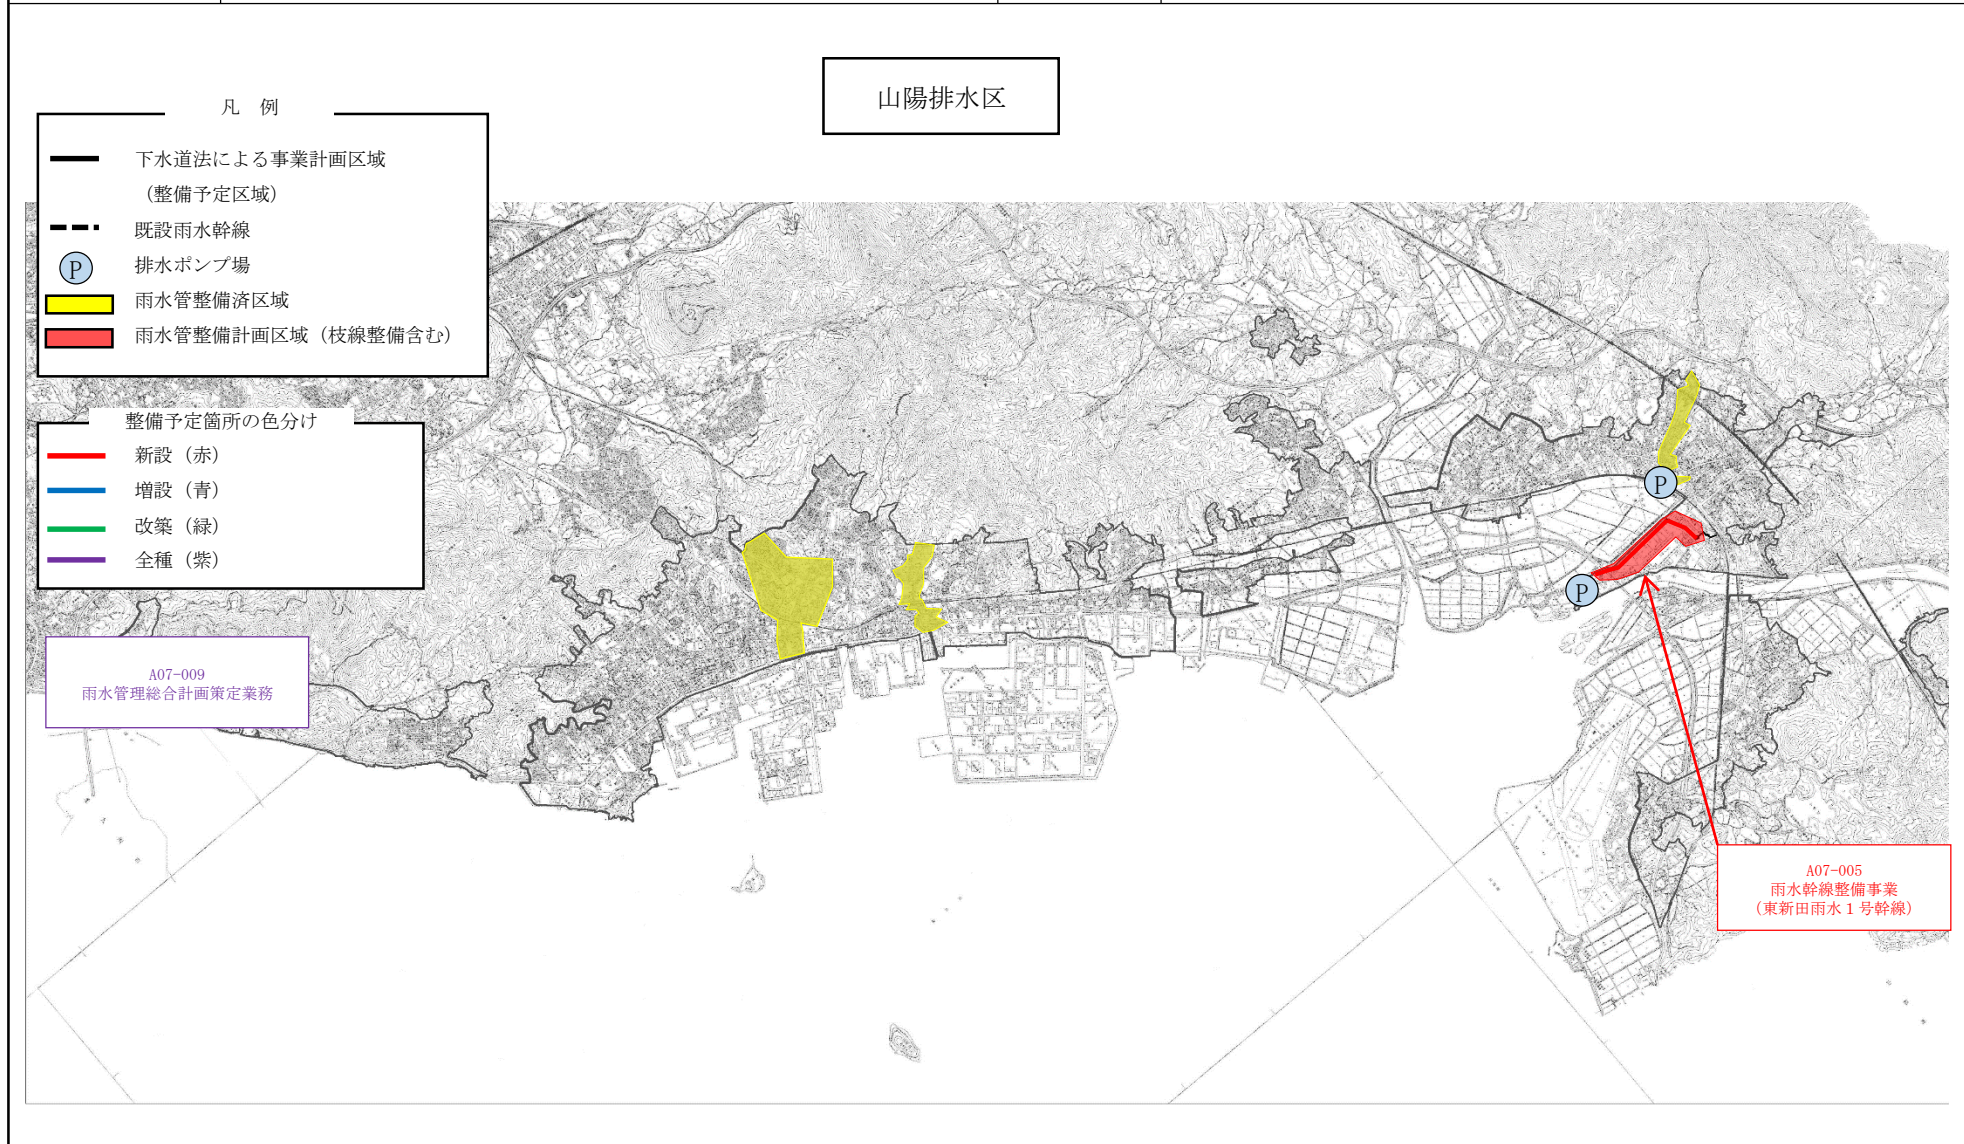 山陽排水区
凡 例
下水道法による事業計画区域
（整備予定区域）
既設雨水幹線
P
排水ポンプ場
雨水管整備済区域
雨水管整備計画区域（枝線整備含む）
整備予定箇所の色分け
新設（赤）
増設（青）
改築（緑）
全種（紫）
P
P
A07-009
雨水管理総合計画策定業務
A07-005
雨水幹線整備事業
（東新田雨水１号幹線）